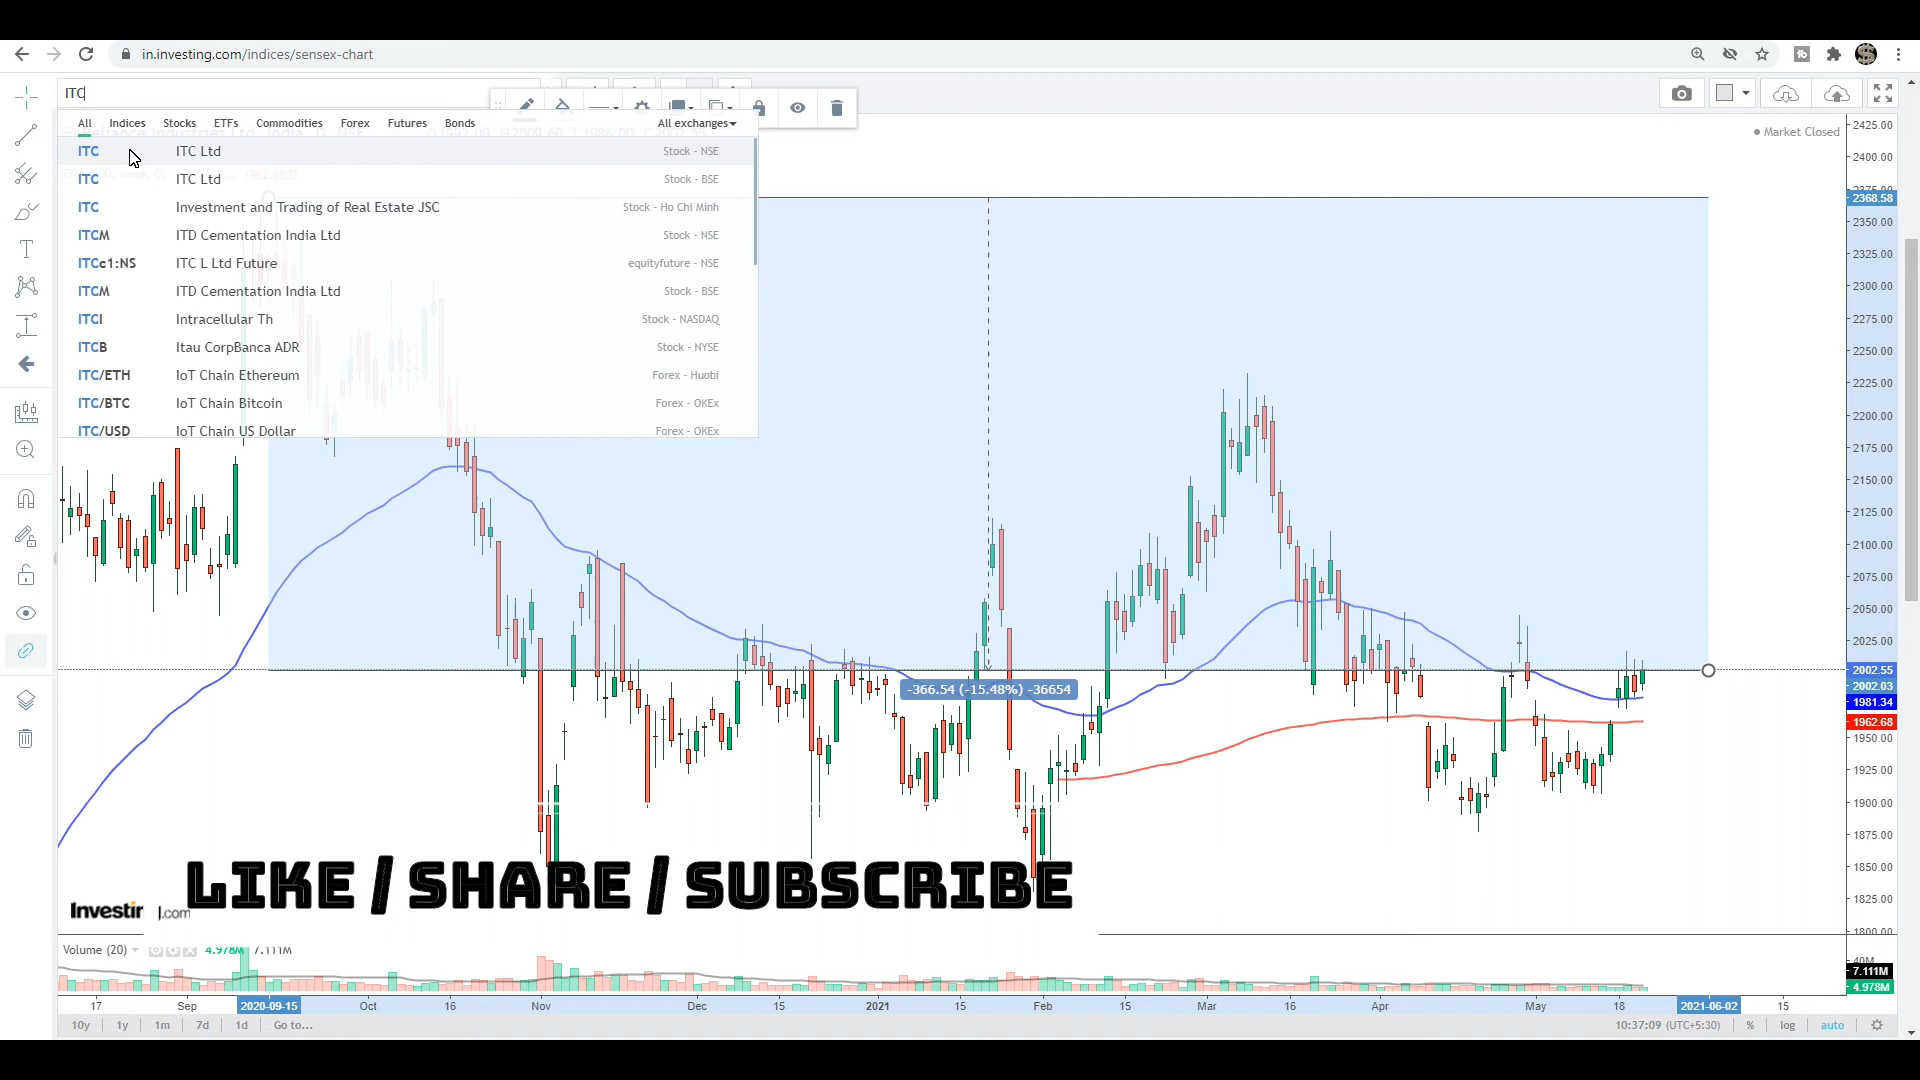 in.investing.com/indices/sensex-chart
ITC
All Indices Stocks ETFs Commodities Forex Futures Bonds All exchanges
Market Closed
ITC ITC Ltd Stock - NSE
ITC ITC Ltd Stock - BSE
ITC Investment and Trading of Real Estate JSC Stock - Ho Chi Minh
ITCM ITD Cementation India Ltd Stock - NSE
ITCc1:NS ITC L Ltd Future equityfuture - NSE
ITCM ITD Cementation India Ltd Stock - BSE
ITCI Intracellular Th Stock - NASDAQ
ITCB Itau CorpBanca ADR Stock - NYSE
ITC/ETH IoT Chain Ethereum Forex - Huobi
ITC/BTC IoT Chain Bitcoin Forex - OKEx
ITC/USD IoT Chain US Dollar Forex - OKEx
2425.00
2400.00
2368.58
2350.00
2325.00
2300.00
2275.00
2250.00
2225.00
2200.00
2175.00
2150.00
2125.00
2100.00
2075.00
2050.00
2025.00
2002.55
2002.03
1981.34
1962.68
1950.00
1925.00
1900.00
1875.00
1850.00
1825.00
1800.00
-366.54 (-15.48%) -36654
LIKE / SHARE / SUBSCRIBE
Investin .com
Volume (20) 4.978M 7.111M
40M
7.111M
4.978M
17 Sep 2020-09-15 Oct 16 Nov Dec 15 2021 15 Feb 15 Mar 16 Apr May 18 2021-06-02 15
10y 1y 1m 7d 1d Go to... 10:37:09 (UTC+5:30) % log auto